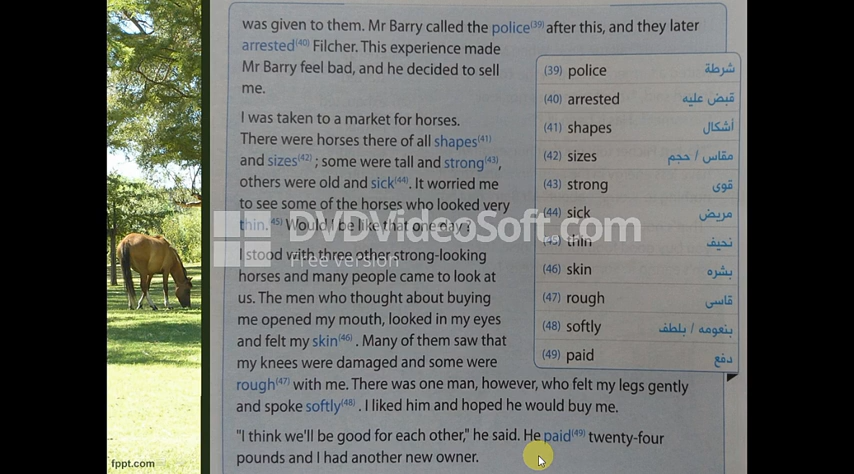 was given to them. Mr Barry called the police(39) after this, and they later
arrested(40) Filcher. This experience made
Mr Barry feel bad, and he decided to sell
me.
I was taken to a market for horses.
There were horses there of all shapes(41)
and sizes(42) ; some were tall and strong(43),
others were old and sick(44). It worried me
to see some of the horses who looked very
thin. 45) Would I be like that one day?
I stood with three other strong-looking
horses and many people came to look at
us. The men who thought about buying
me opened my mouth, looked in my eyes
and felt my skin(46) . Many of them saw that
my knees were damaged and some were
rough(47) with me. There was one man, however, who felt my legs gently
and spoke softly(48) . I liked him and hoped he would buy me.
"I think we'll be good for each other," he said. He paid(49) twenty-four
pounds and I had another new owner.
(39) police شرطة
(40) arrested قبض عليه
(41) shapes أشكال
(42) sizes مقاس / حجم
(43) strong قوى
(44) sick مريض
(45) thin نحيف
(46) skin بشره
(47) rough قاسى
(48) softly بنعومه / بلطف
(49) paid دفع
DVDVideoSoft.com
Free version
fppt.com